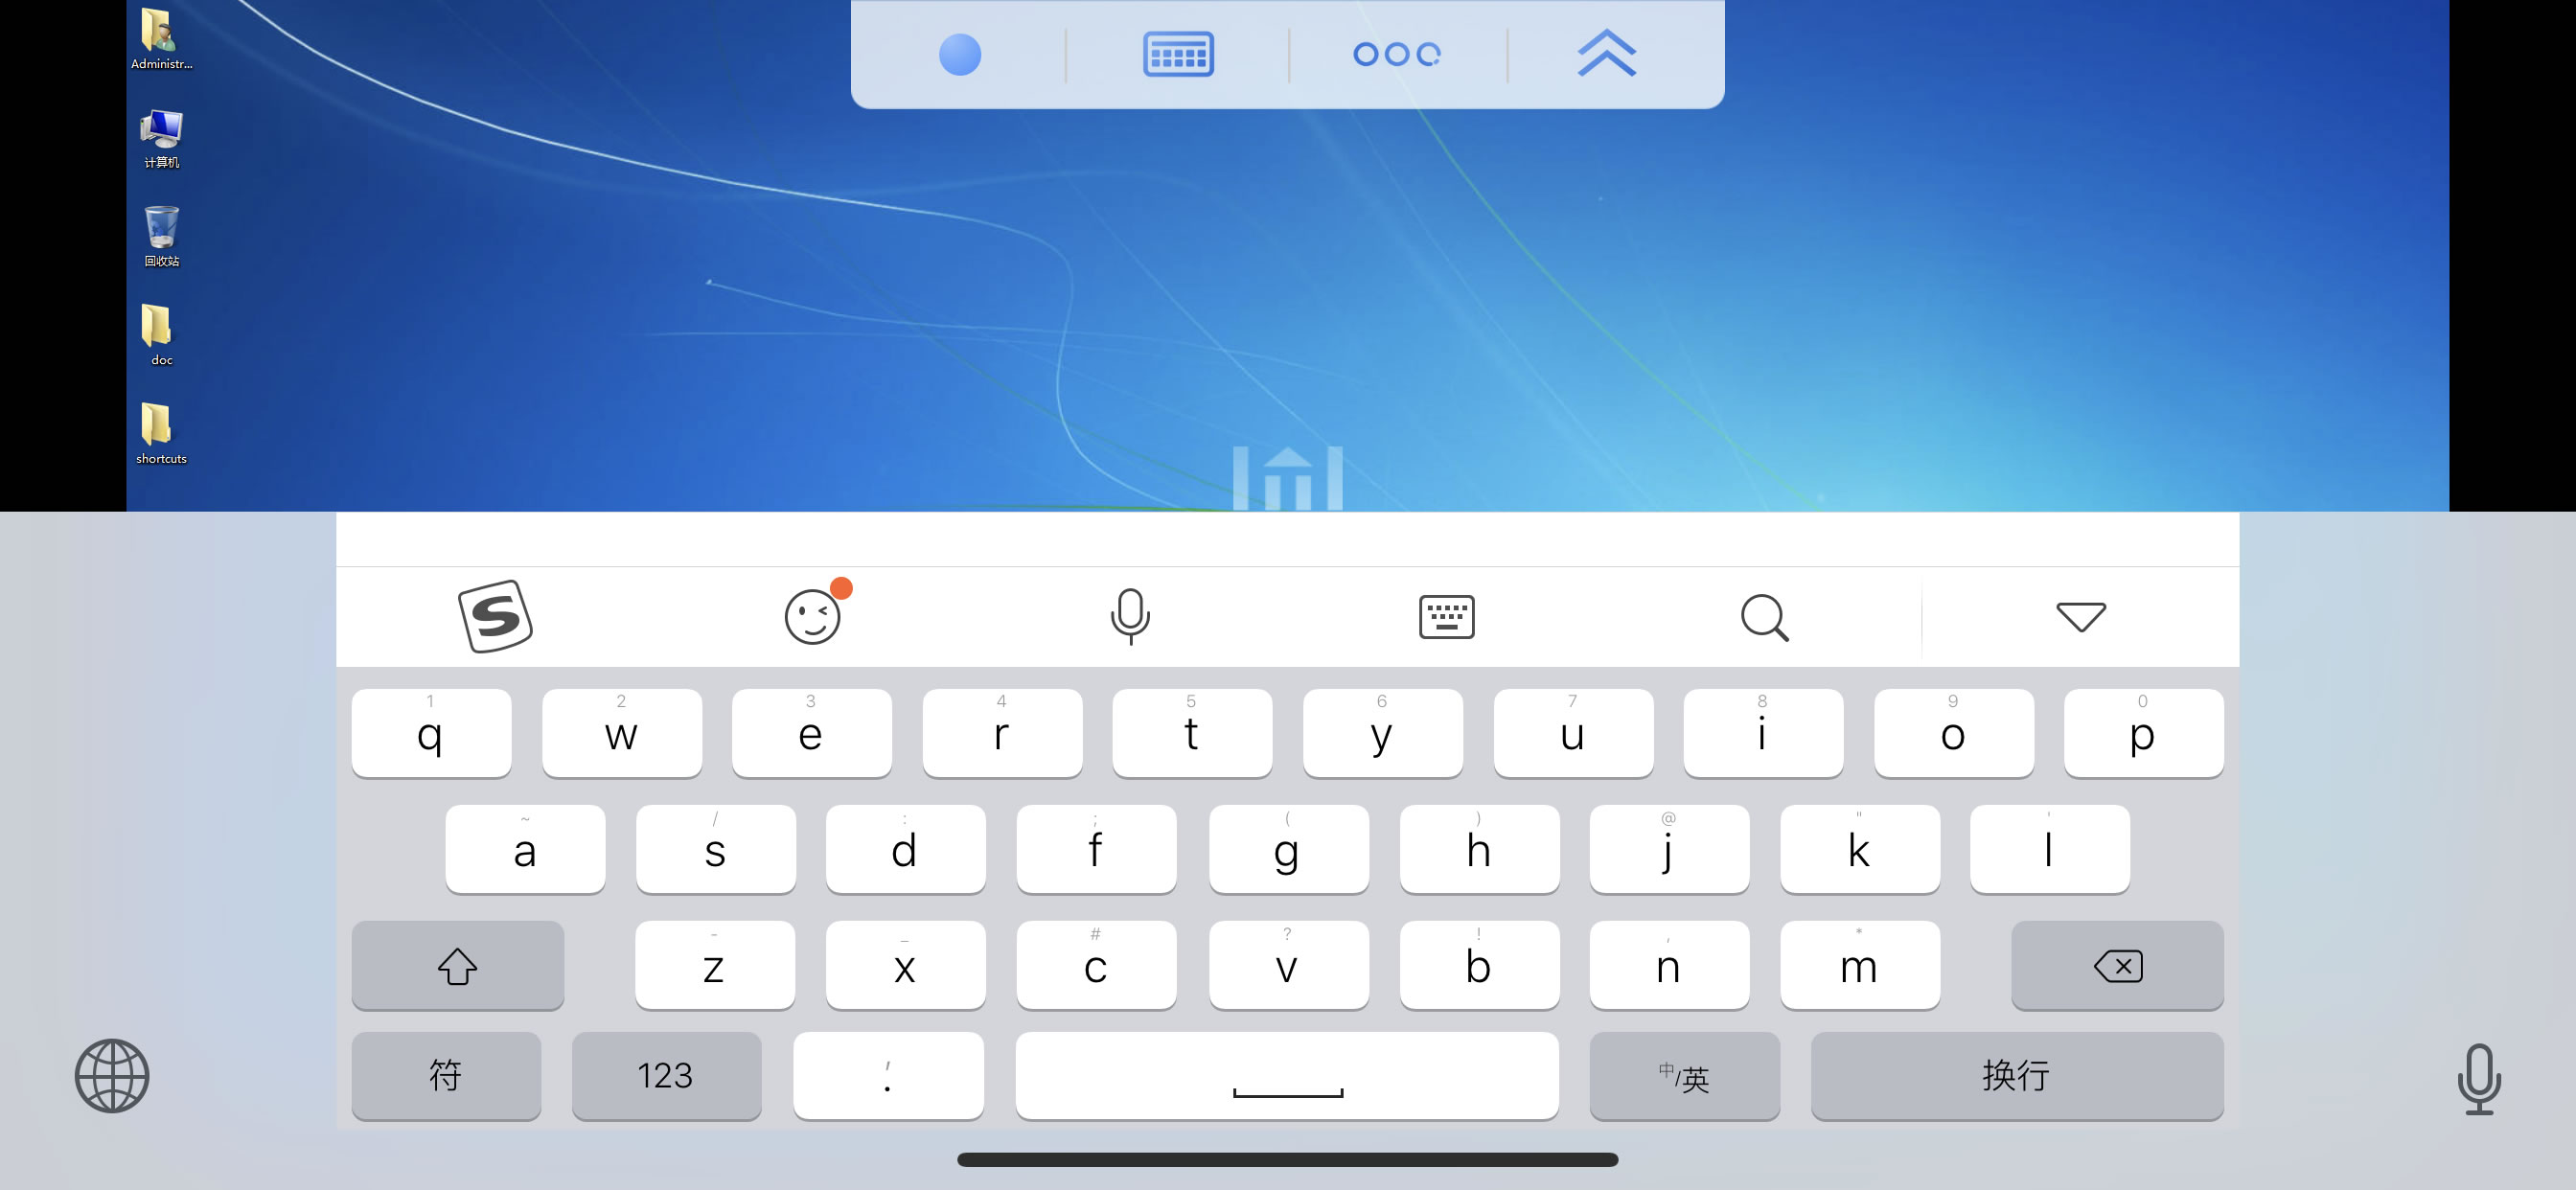 Administr...
计算机
回收站
doc
shortcuts
1 2 3 4 5 6 7 8 9 0
q w e r t y u i o p
~ / : ; ( ) @ " '
a s d f g h j k l
- _ # ? ! , *
z x c v b n m
符 123 , . 中/英 换行